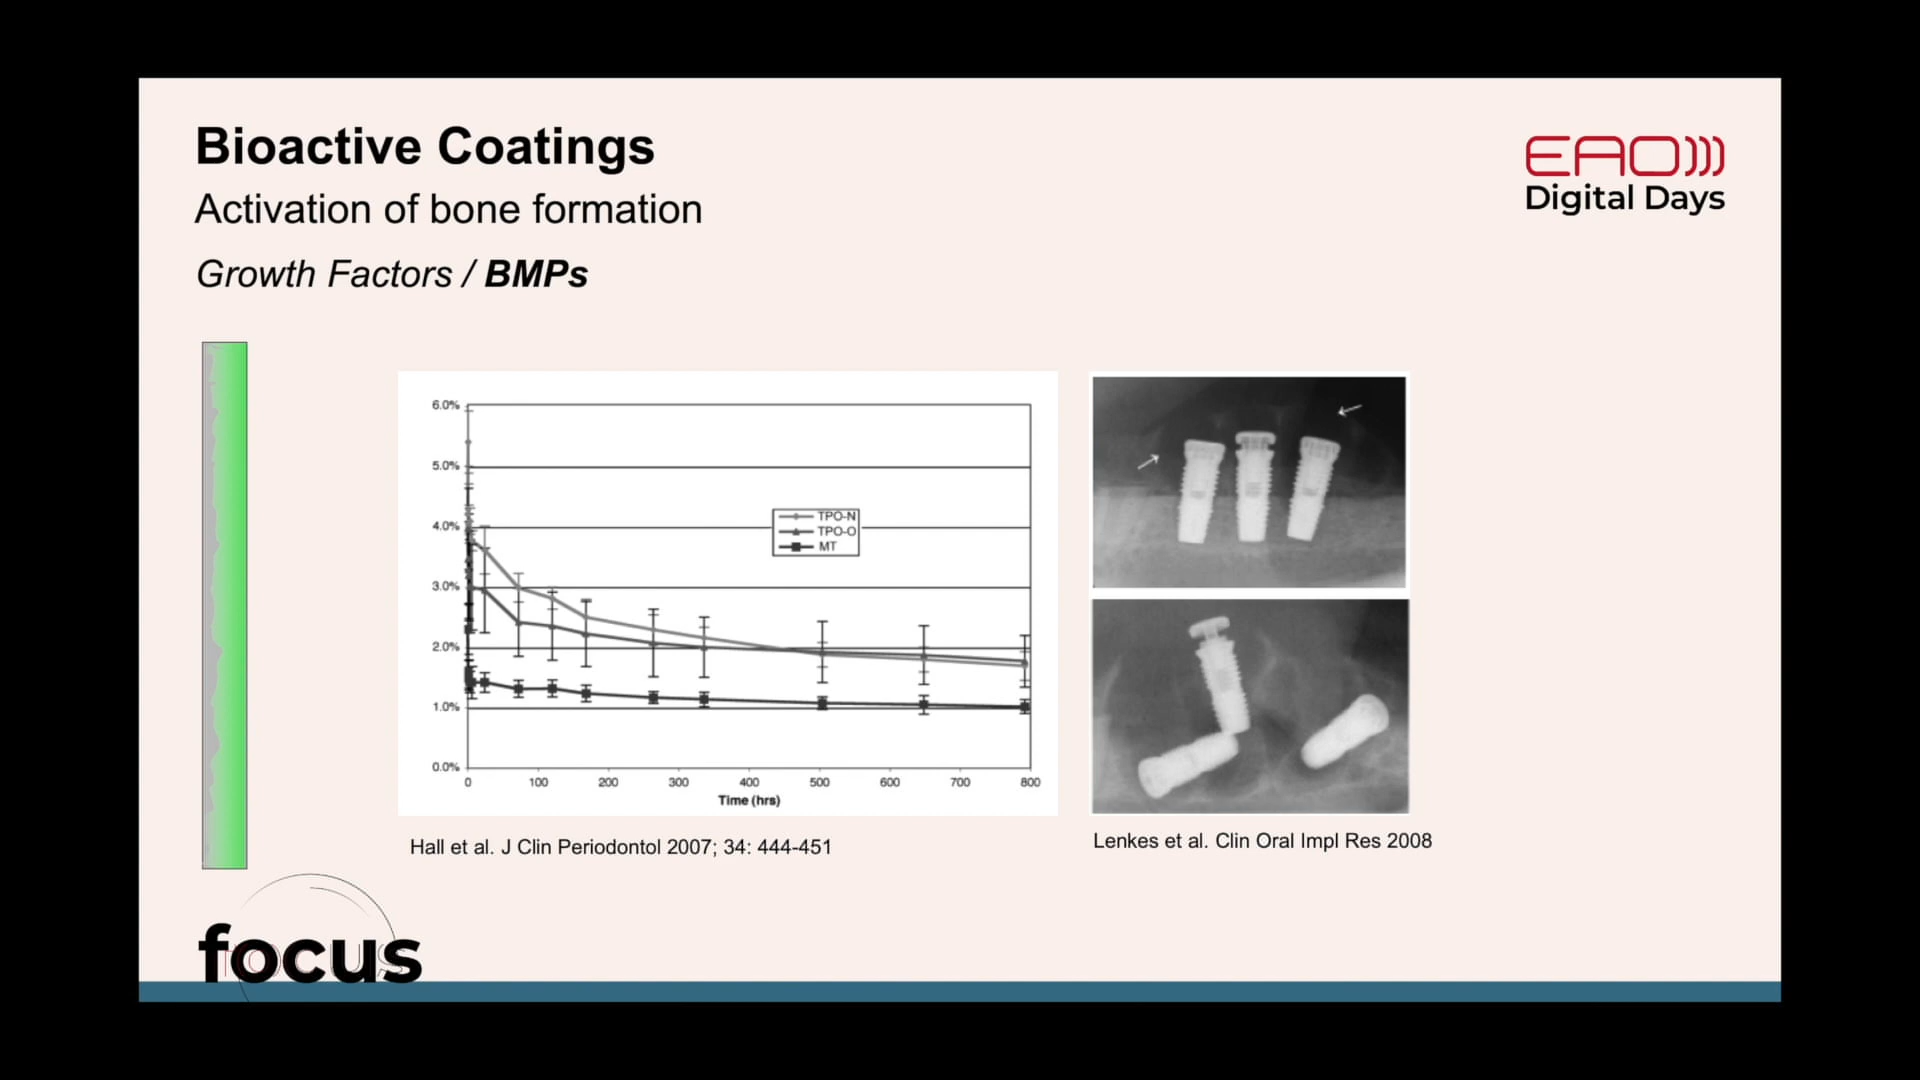 Bioactive Coatings
Activation of bone formation
Growth Factors / BMPs
EAO
Digital Days
6.0%
5.0%
4.0%
3.0%
2.0%
1.0%
0.0%
TPO-N
TPO-O
MT
0 100 200 300 400 500 600 700 800
Time (hrs)
Hall et al. J Clin Periodontol 2007; 34: 444-451
Lenkes et al. Clin Oral Impl Res 2008
focus